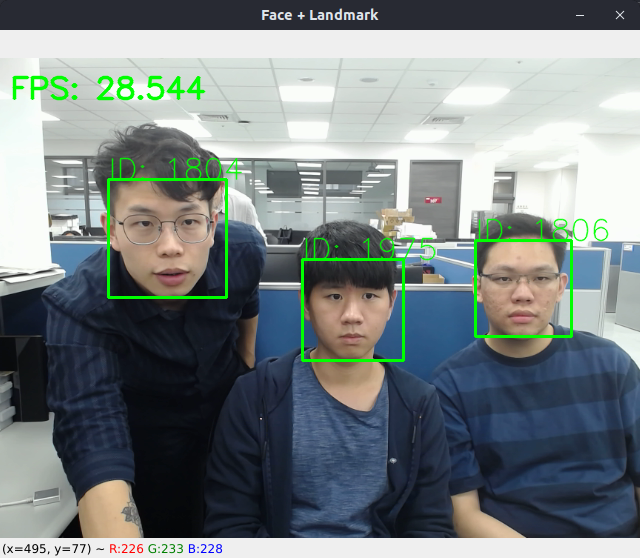 Face + Landmark
FPS: 28.544
ID: 1804
ID: 1975
ID: 1806
(x=495, y=77) ~ R:226 G:233 B:228